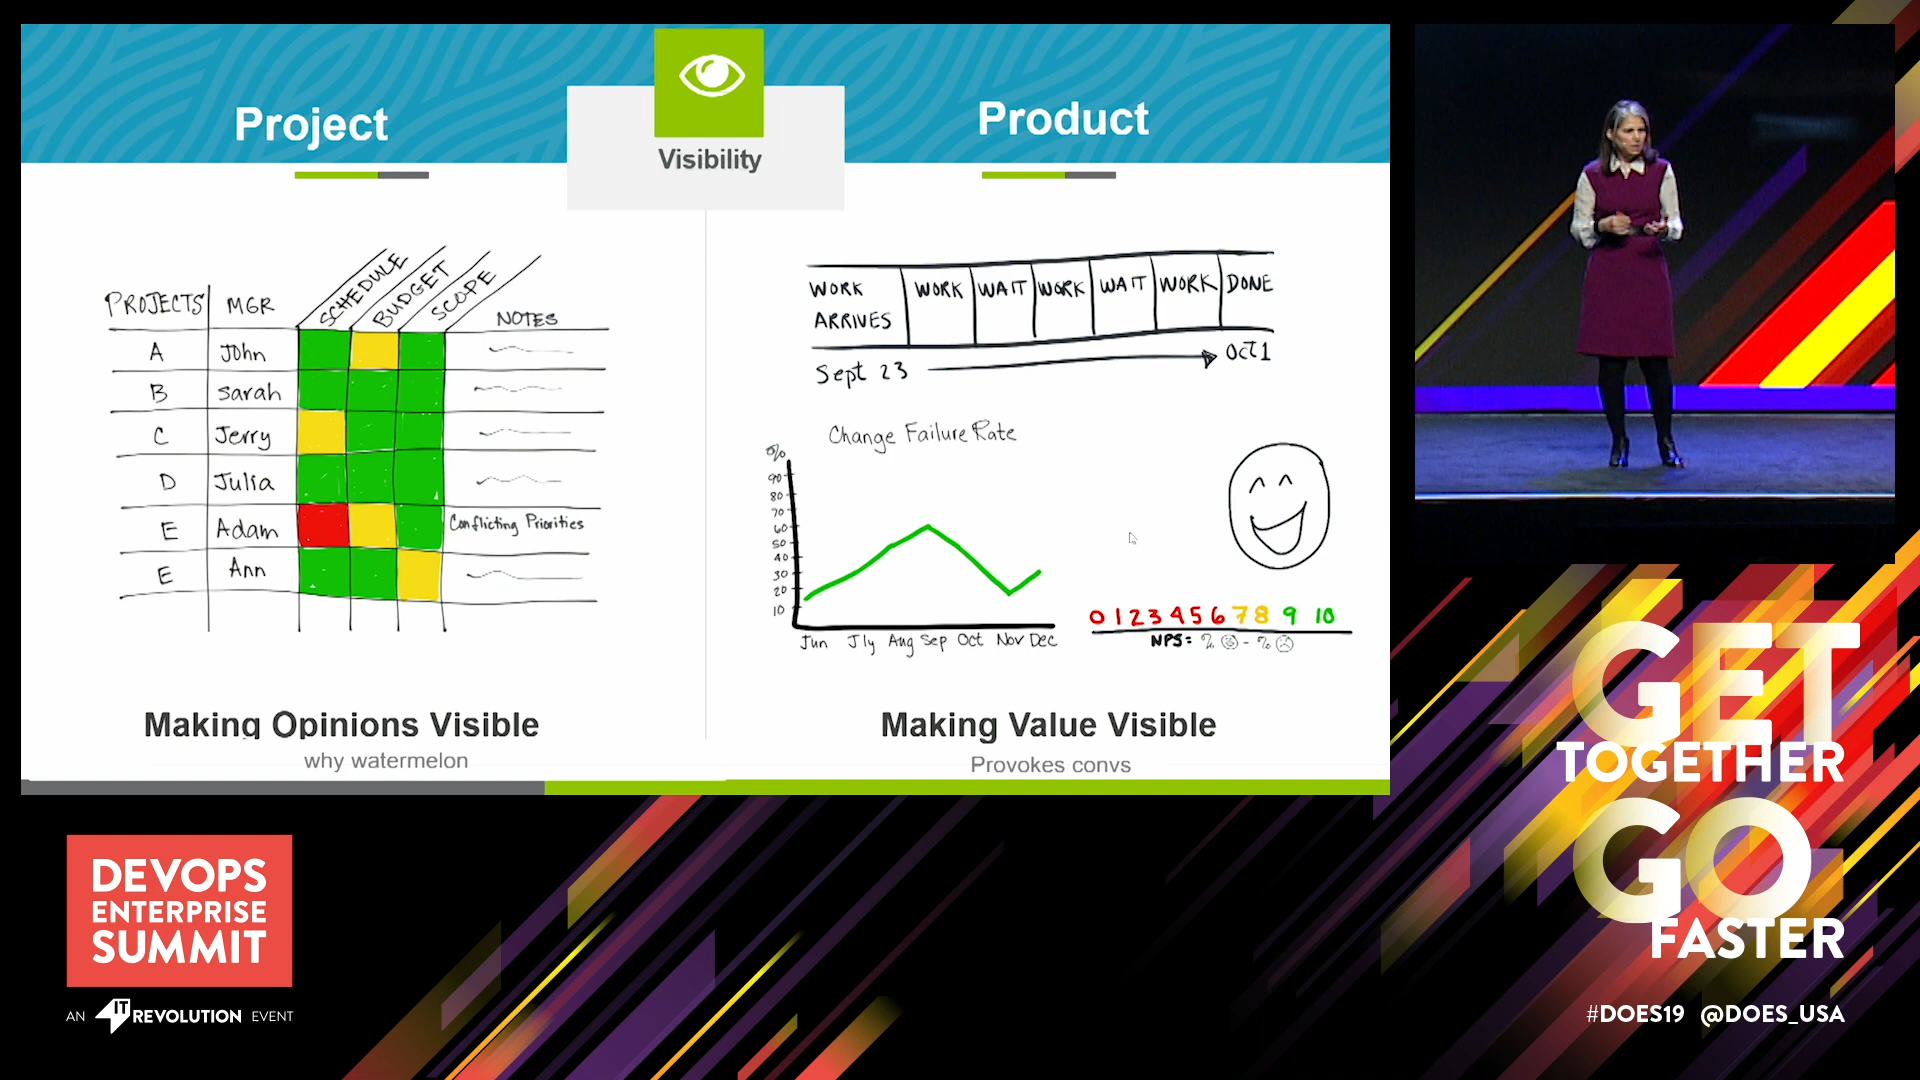 Project
Visibility
Product
PROJECTS MGR SCHEDULE BUDGET SCOPE NOTES
A John
B Sarah
C Jerry
D Julia
E Adam Conflicting Priorities
E Ann
Making Opinions Visible
why watermelon
WORK ARRIVES WORK WAIT WORK WAIT WORK DONE
Sept 23 Oct 1
Change Failure Rate
%
90
80
70
60
50
40
30
20
10
Jun Jly Aug Sep Oct Nov Dec
0 1 2 3 4 5 6 7 8 9 10
NPS: % - %
Making Value Visible
Provokes convs
DEVOPS
ENTERPRISE
SUMMIT
AN IT REVOLUTION EVENT
GET
TOGETHER
GO
FASTER
#DOES19 @DOES_USA